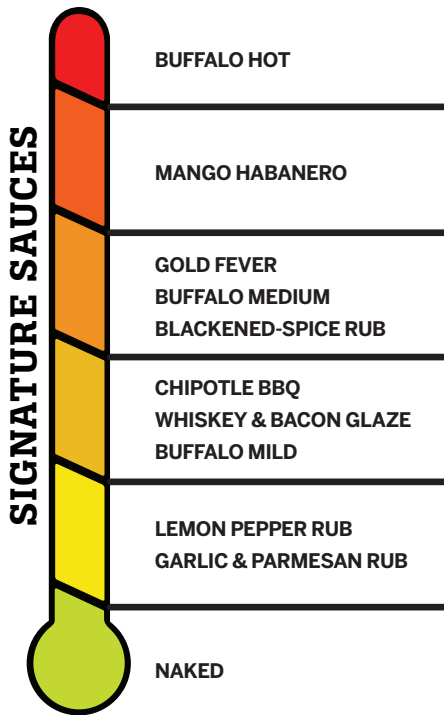 SIGNATURE SAUCES
BUFFALO HOT
MANGO HABANERO
GOLD FEVER
BUFFALO MEDIUM
BLACKENED-SPICE RUB
CHIPOTLE BBQ
WHISKEY & BACON GLAZE
BUFFALO MILD
LEMON PEPPER RUB
GARLIC & PARMESAN RUB
NAKED